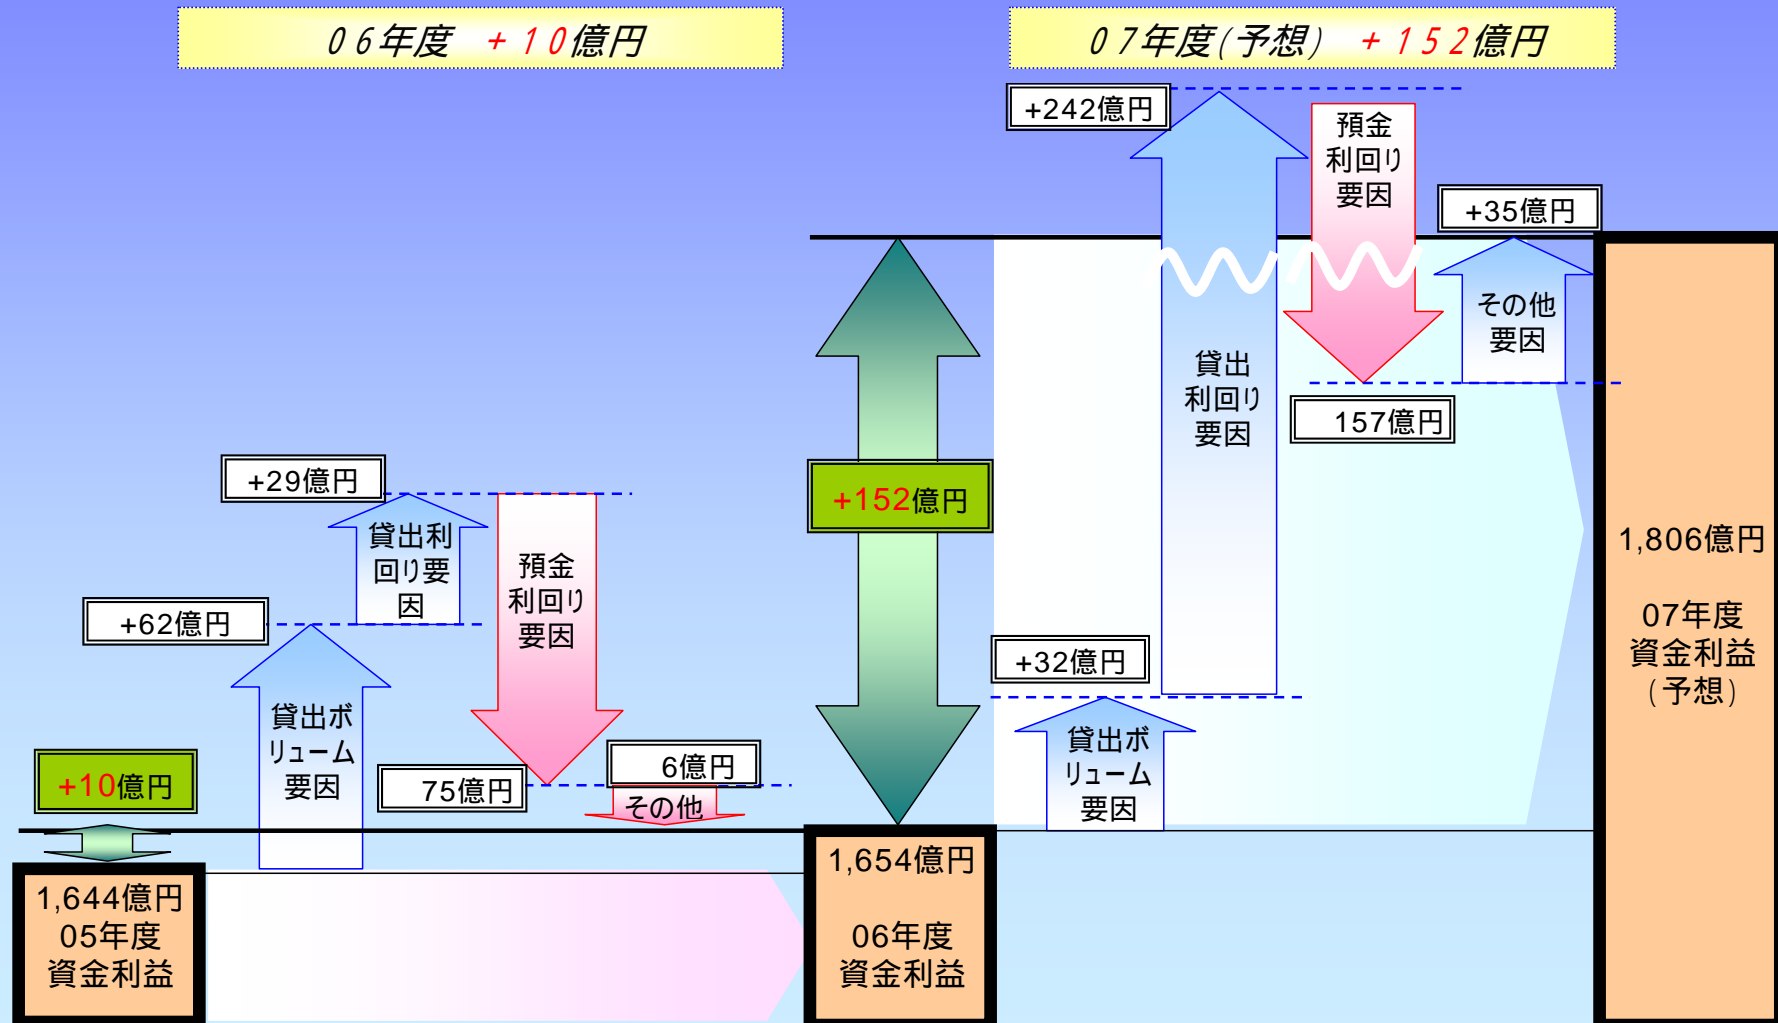 06年度 +10億円
07年度(予想) +152億円
+242億円
預金
利回り
要因
+35億円
その他
要因
貸出
利回り
要因
157億円
+29億円
貸出利
回り要
因
預金
利回り
要因
+152億円
1,806億円
07年度
資金利益
(予想)
+62億円
+32億円
貸出ボ
リューム
要因
貸出ボ
リューム
要因
+10億円
75億円
6億円
その他
1,644億円
05年度
資金利益
1,654億円
06年度
資金利益